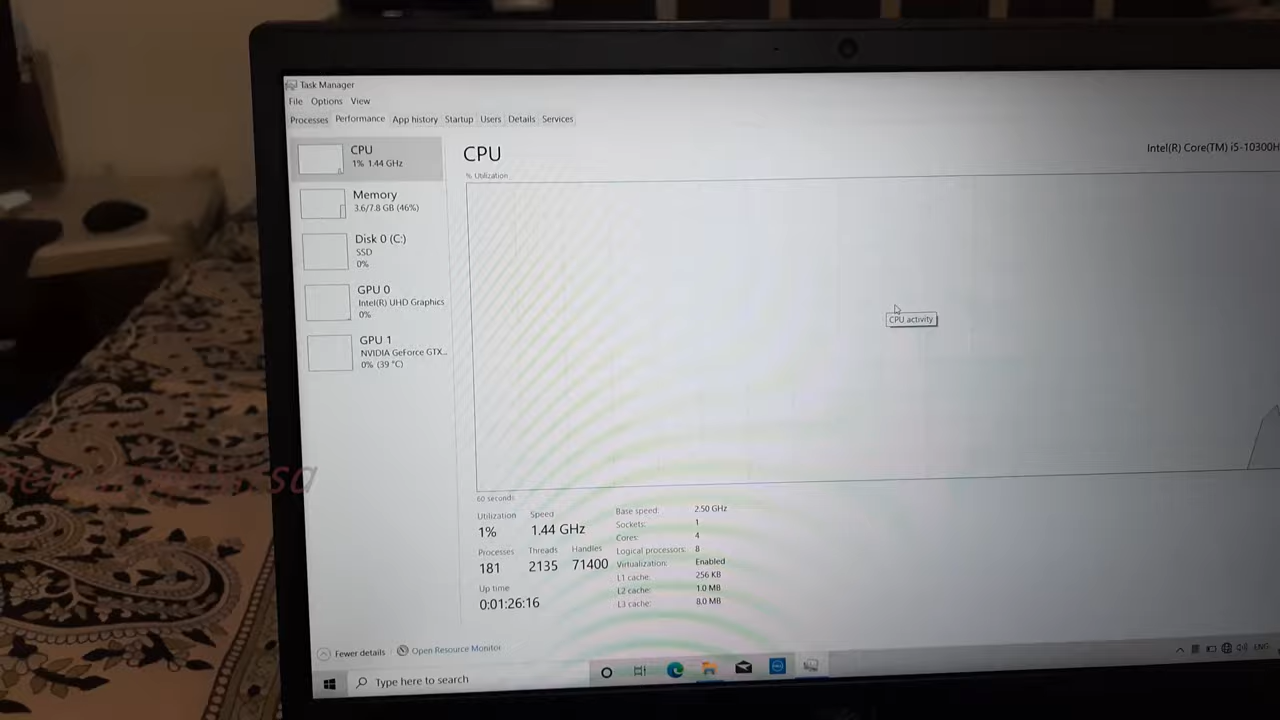 Task Manager
File Options View
Processes Performance App history Startup Users Details Services
CPU
1% 1.44 GHz
Memory
3.6/7.8 GB (46%)
Disk 0 (C:)
SSD
0%
GPU 0
Intel(R) UHD Graphics
0%
GPU 1
NVIDIA GeForce GTX...
0% (39 °C)
CPU
Intel(R) Core(TM) i5-10300H
% Utilization
CPU activity
60 seconds
Utilization Speed
1% 1.44 GHz
Processes Threads Handles
181 2135 71400
Up time
0:01:26:16
Base speed: 2.50 GHz
Sockets: 1
Cores: 4
Logical processors: 8
Virtualization: Enabled
L1 cache: 256 KB
L2 cache: 1.0 MB
L3 cache: 8.0 MB
Fewer details Open Resource Monitor
Type here to search
ENG